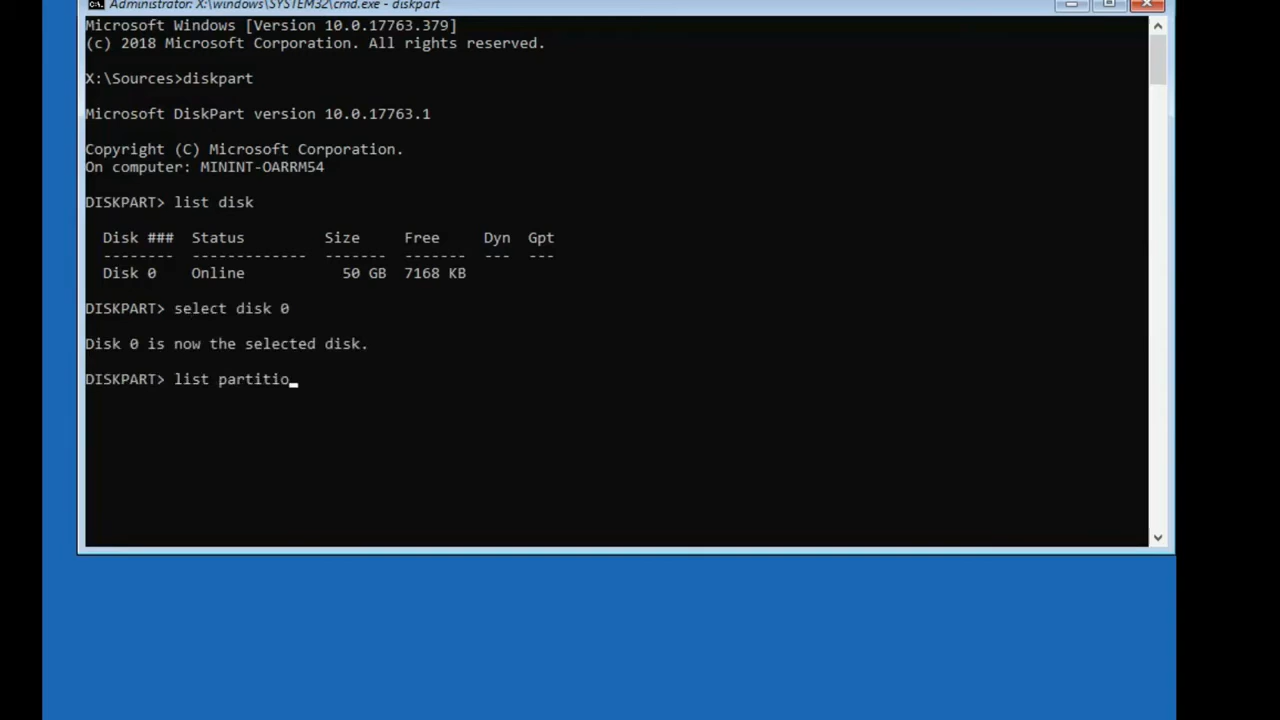 Administrator: X:\windows\SYSTEM32\cmd.exe - diskpart
Microsoft Windows [Version 10.0.17763.379]
(c) 2018 Microsoft Corporation. All rights reserved.
X:\Sources>diskpart
Microsoft DiskPart version 10.0.17763.1
Copyright (C) Microsoft Corporation.
On computer: MININT-OARRM54
DISKPART> list disk
Disk ### Status Size Free Dyn Gpt
-------- ------------- ------- ------- --- ---
Disk 0 Online 50 GB 7168 KB
DISKPART> select disk 0
Disk 0 is now the selected disk.
DISKPART> list partitio_